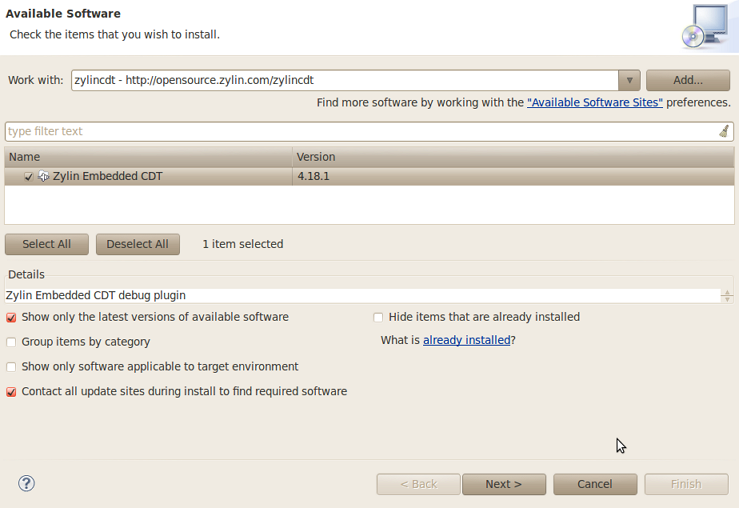 Available Software
Check the items that you wish to install.
Work with: zylincdt - http://opensource.zylin.com/zylincdt Add...
Find more software by working with the "Available Software Sites" preferences.
type filter text
Name Version
Zylin Embedded CDT 4.18.1
Select All Deselect All 1 item selected
Details
Zylin Embedded CDT debug plugin
Show only the latest versions of available software Hide items that are already installed
Group items by category What is already installed?
Show only software applicable to target environment
Contact all update sites during install to find required software
? < Back Next > Cancel Finish